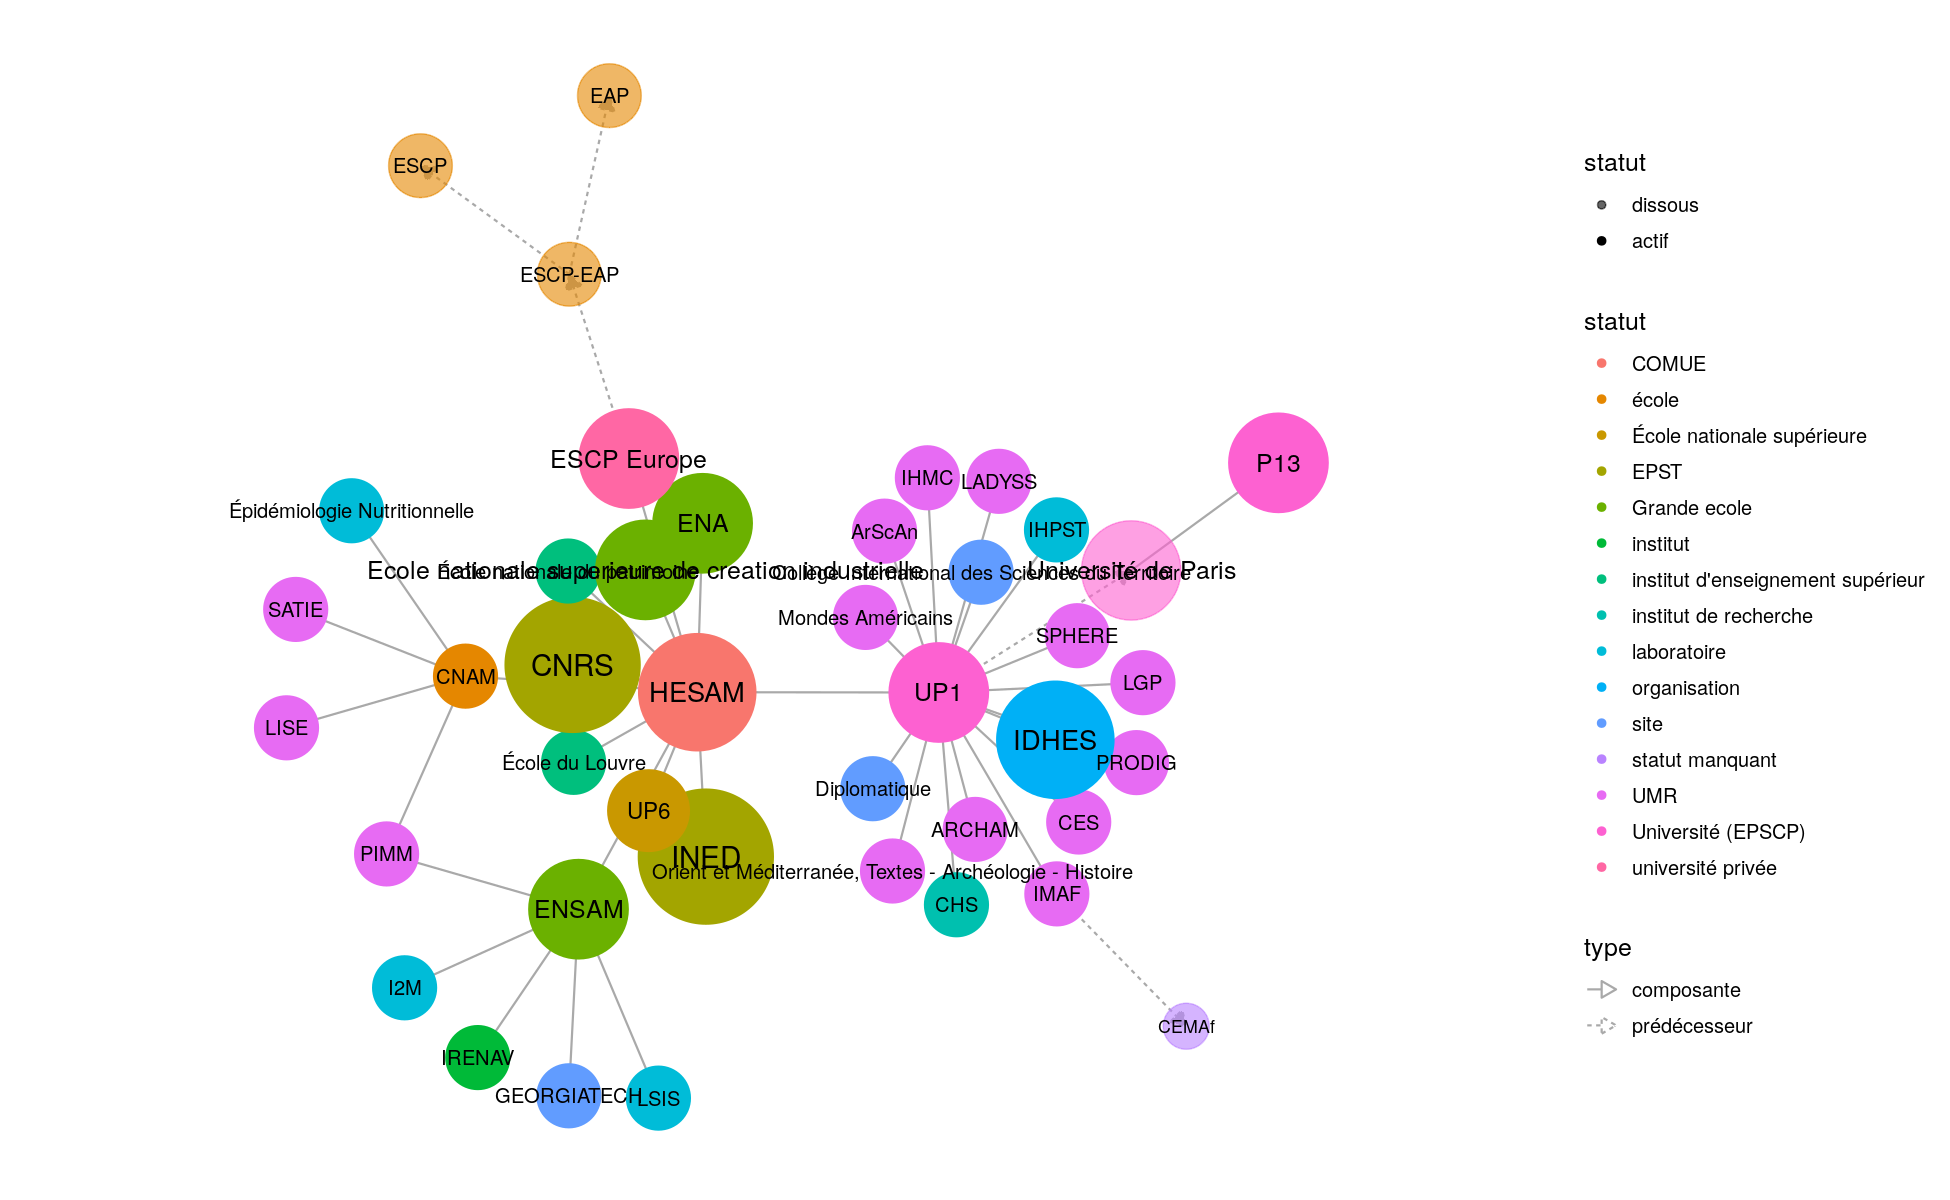 EAP
ESCP
ESCP-EAP
ESCP Europe
P13
IHMC
LADYSS
Épidémiologie Nutritionnelle
ENA
ArScAn
IHPST
Ecole Nationale superieure de creation industrielle
École nationale du patrimoine
Collège International des Sciences du Territoire
Université de Paris
SATIE
Mondes Américains
SPHERE
CNRS
CNAM
HESAM
UP1
LGP
LISE
IDHES
École du Louvre
PRODIG
Diplomatique
UP6
ARCHAM
CES
PIMM
INED
Orient et Méditerranée, Textes - Archéologie - Histoire
IMAF
CHS
ENSAM
I2M
CEMAf
IRENAV
GEORGIATECH
LSIS
statut
dissous
actif
statut
COMUE
école
École nationale supérieure
EPST
Grande ecole
institut
institut d'enseignement supérieur
institut de recherche
laboratoire
organisation
site
statut manquant
UMR
Université (EPSCP)
université privée
type
composante
prédécesseur